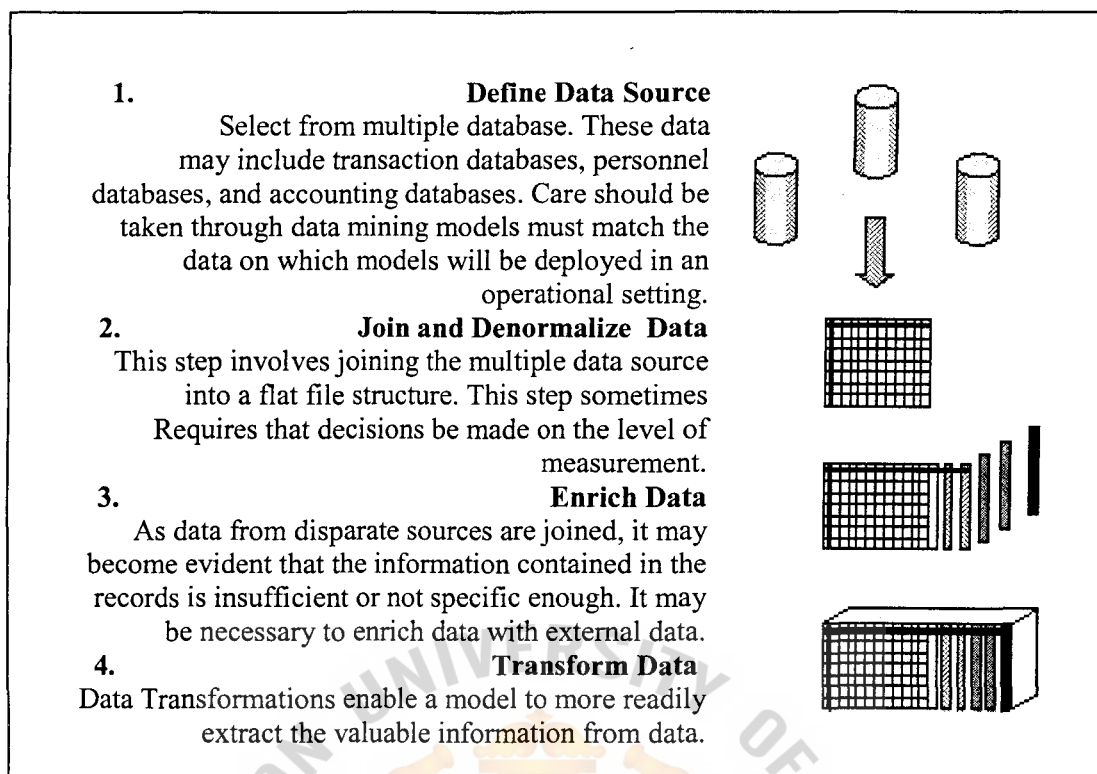 1. Define Data Source
Select from multiple database. These data
may include transaction databases, personnel
databases, and accounting databases. Care should be
taken through data mining models must match the
data on which models will be deployed in an
operational setting.
2. Join and Denormalize Data
This step involves joining the multiple data source
into a flat file structure. This step sometimes
Requires that decisions be made on the level of
measurement.
3. Enrich Data
As data from disparate sources are joined, it may
become evident that the information contained in the
records is insufficient or not specific enough. It may
be necessary to enrich data with external data.
4. Transform Data
Data Transformations enable a model to more readily
extract the valuable information from data.
UNIVERSITY OF